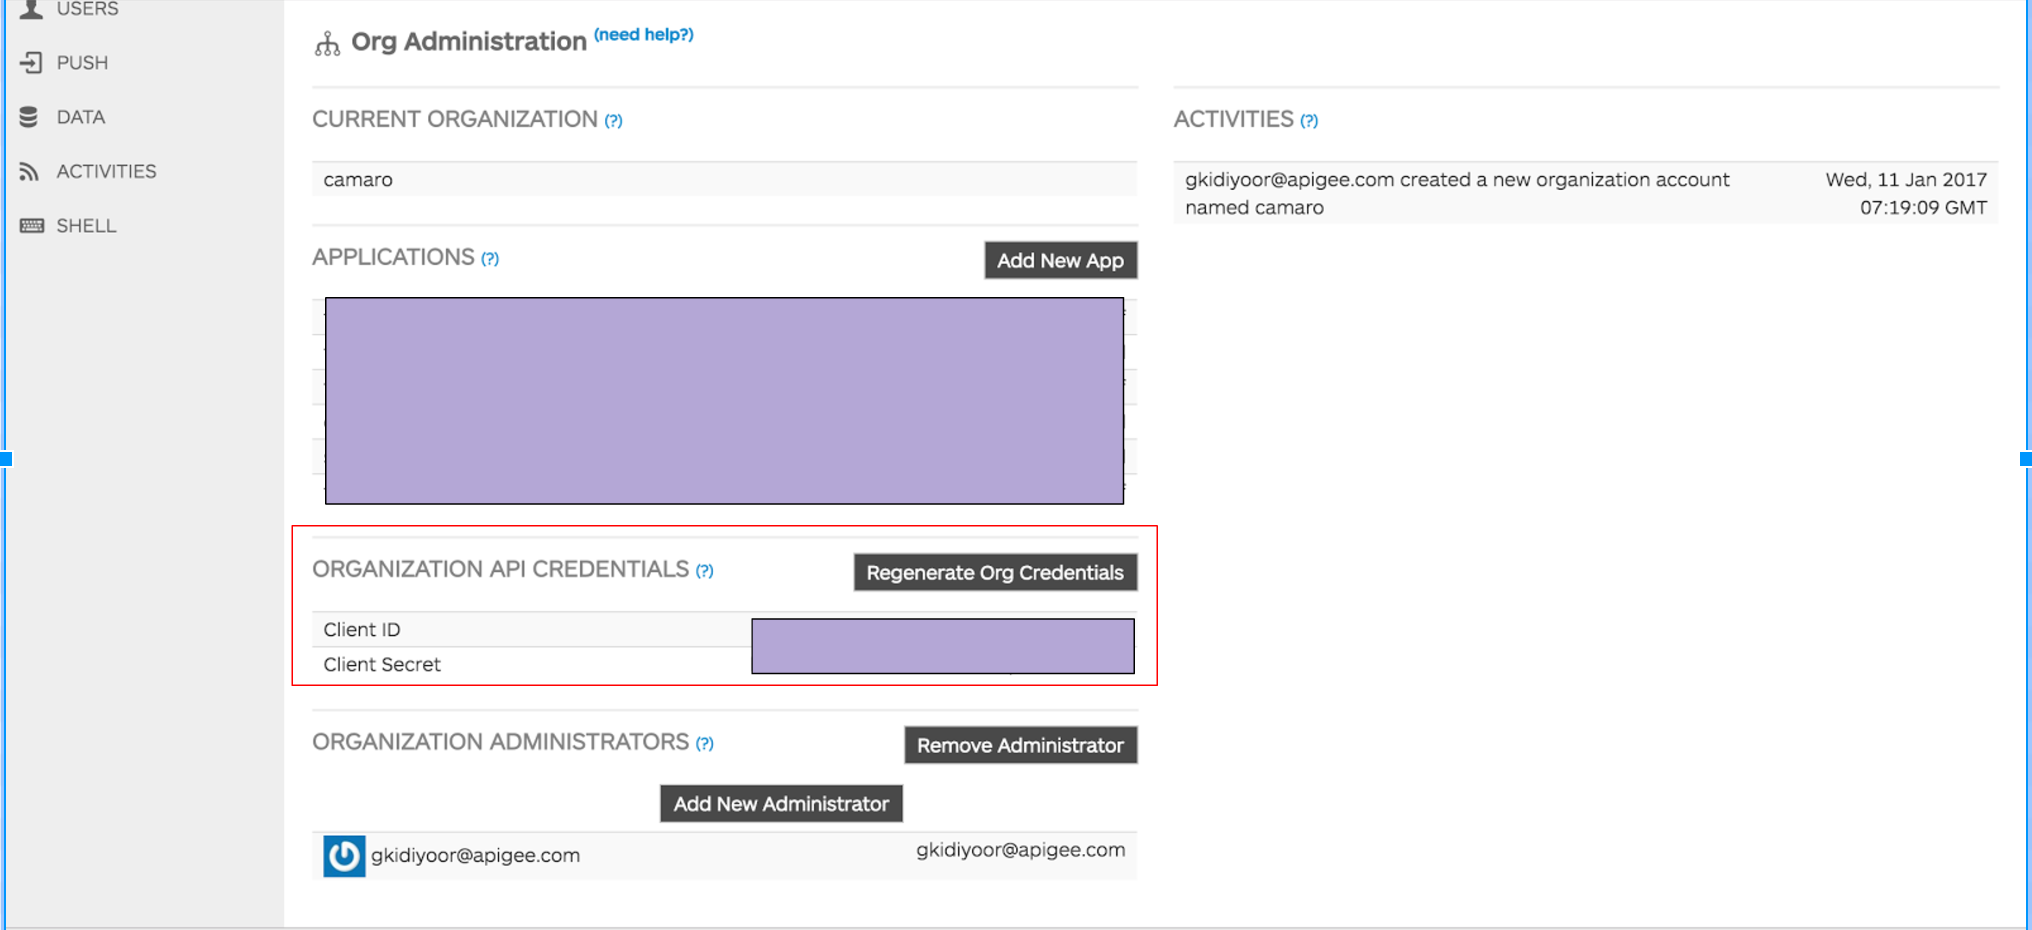 USERS
PUSH
DATA
ACTIVITIES
SHELL
Org Administration (need help?)
CURRENT ORGANIZATION (?)
camaro
APPLICATIONS (?)
Add New App
ORGANIZATION API CREDENTIALS (?)
Regenerate Org Credentials
Client ID
Client Secret
ORGANIZATION ADMINISTRATORS (?)
Remove Administrator
Add New Administrator
gkidiyoor@apigee.com gkidiyoor@apigee.com
ACTIVITIES (?)
gkidiyoor@apigee.com created a new organization account Wed, 11 Jan 2017
named camaro 07:19:09 GMT